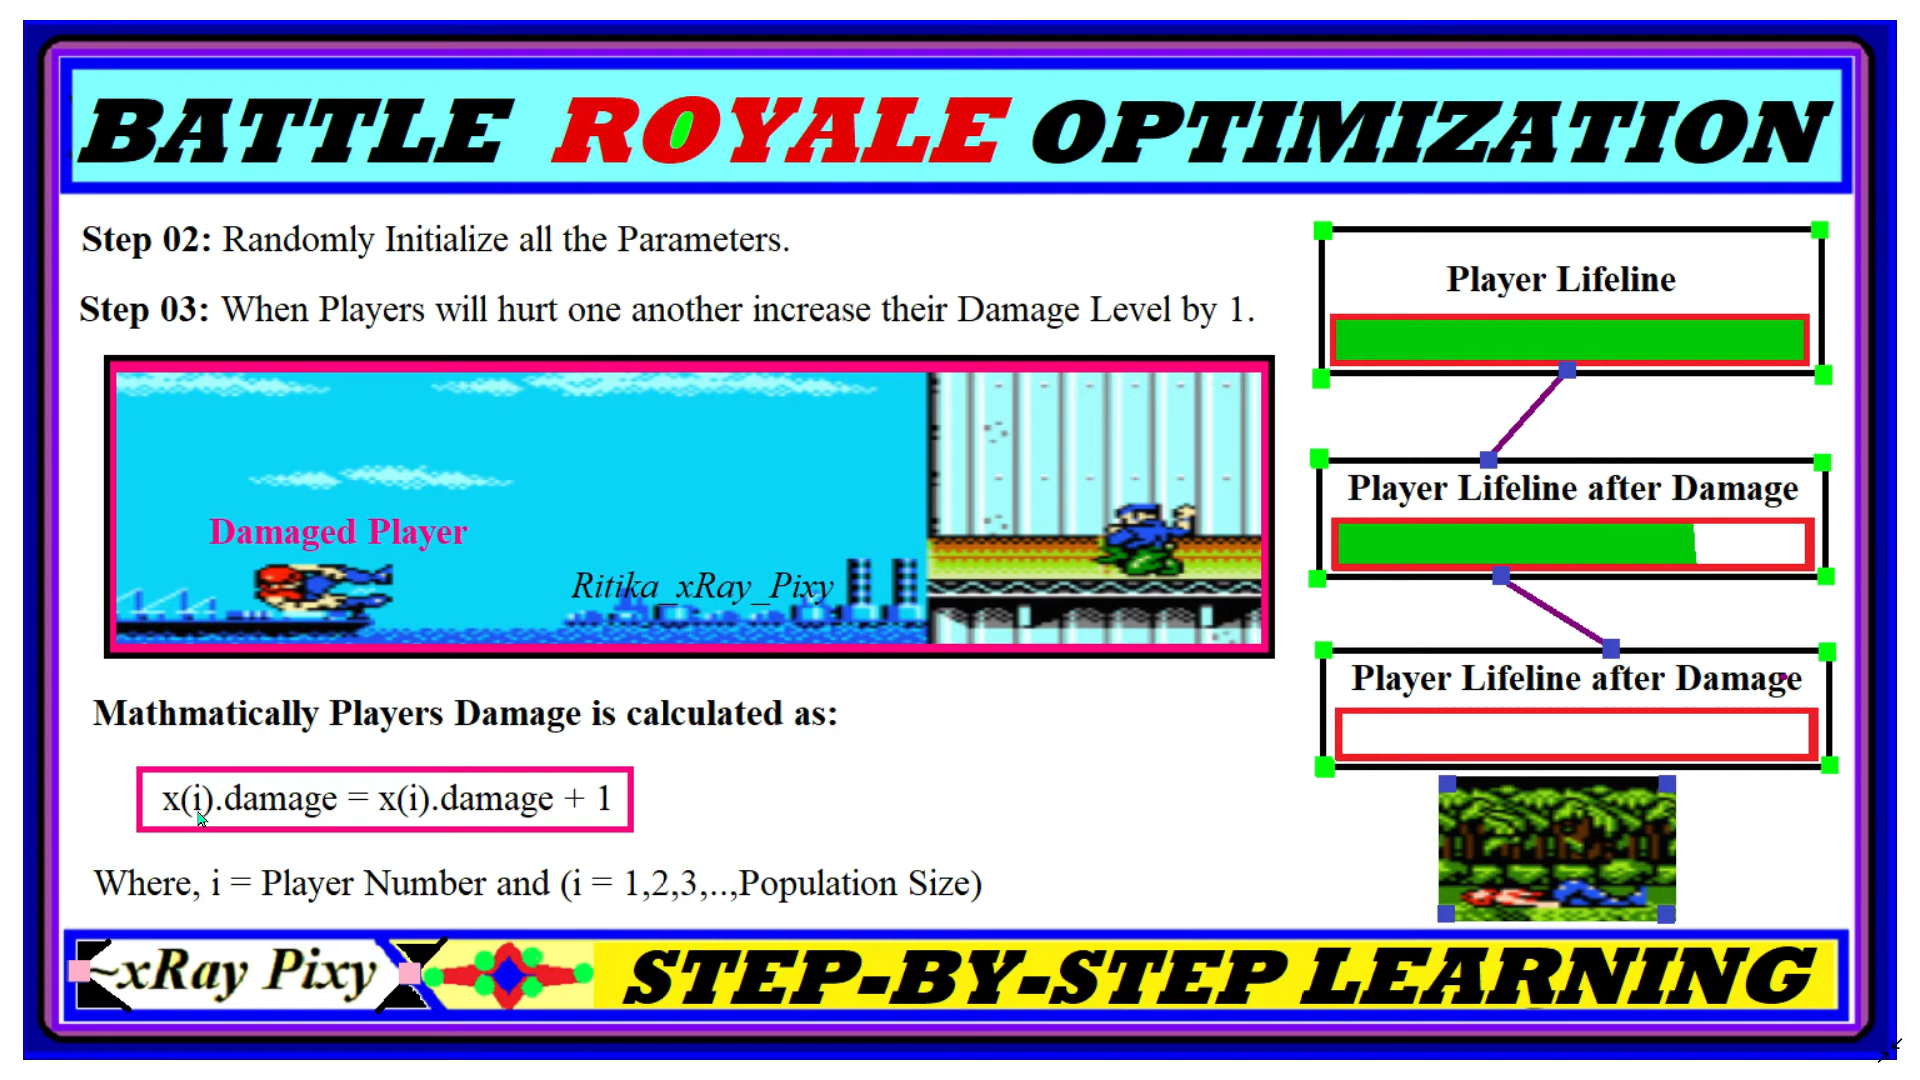 BATTLE ROYALE OPTIMIZATION
Step 02: Randomly Initialize all the Parameters.
Step 03: When Players will hurt one another increase their Damage Level by 1.
Damaged Player
Ritika_xRay_Pixy
Mathmatically Players Damage is calculated as:
x(i).damage = x(i).damage + 1
Where, i = Player Number and (i = 1,2,3,..,Population Size)
Player Lifeline
Player Lifeline after Damage
Player Lifeline after Damage
~xRay Pixy
STEP-BY-STEP LEARNING